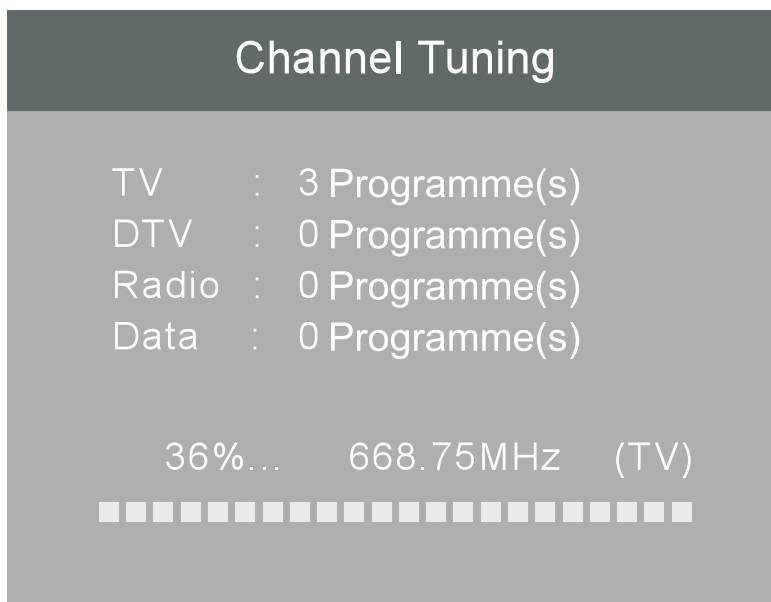 Channel Tuning
TV : 3 Programme(s)
DTV : 0 Programme(s)
Radio : 0 Programme(s)
Data : 0 Programme(s)
36%... 668.75MHz (TV)